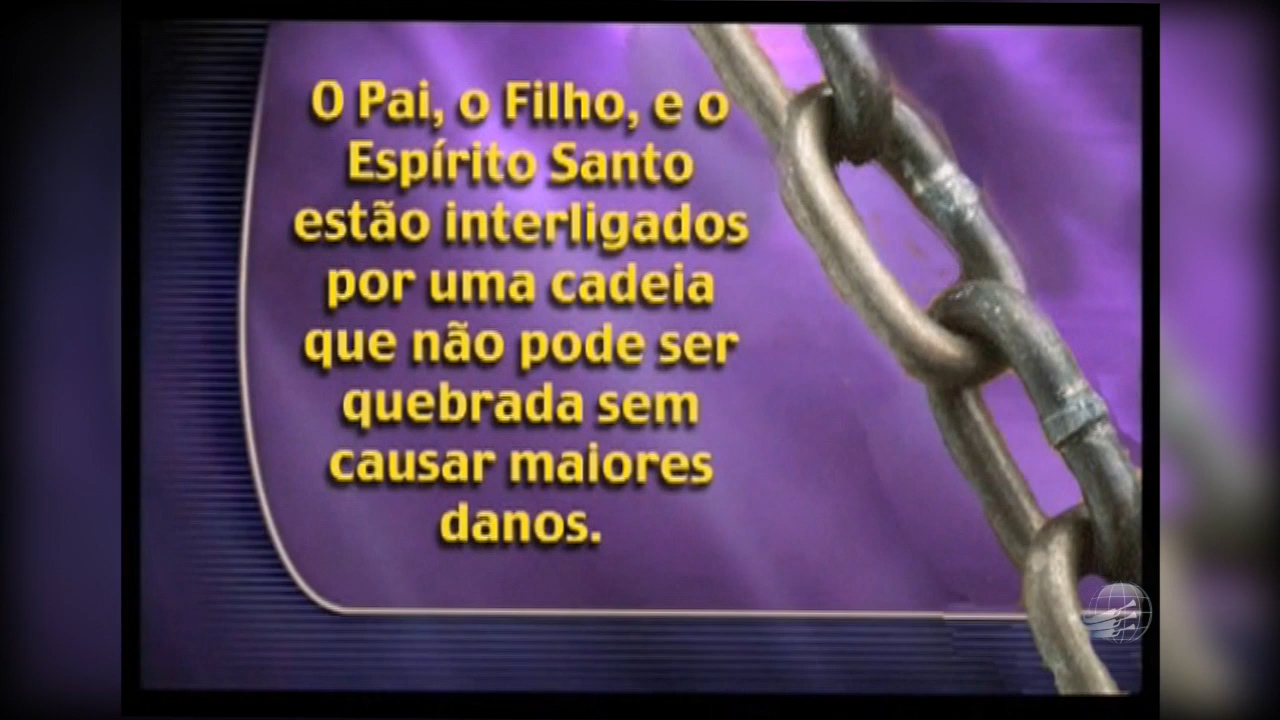 O Pai, o Filho, e o
Espírito Santo
estão interligados
por uma cadeia
que não pode ser
quebrada sem
causar maiores
danos.